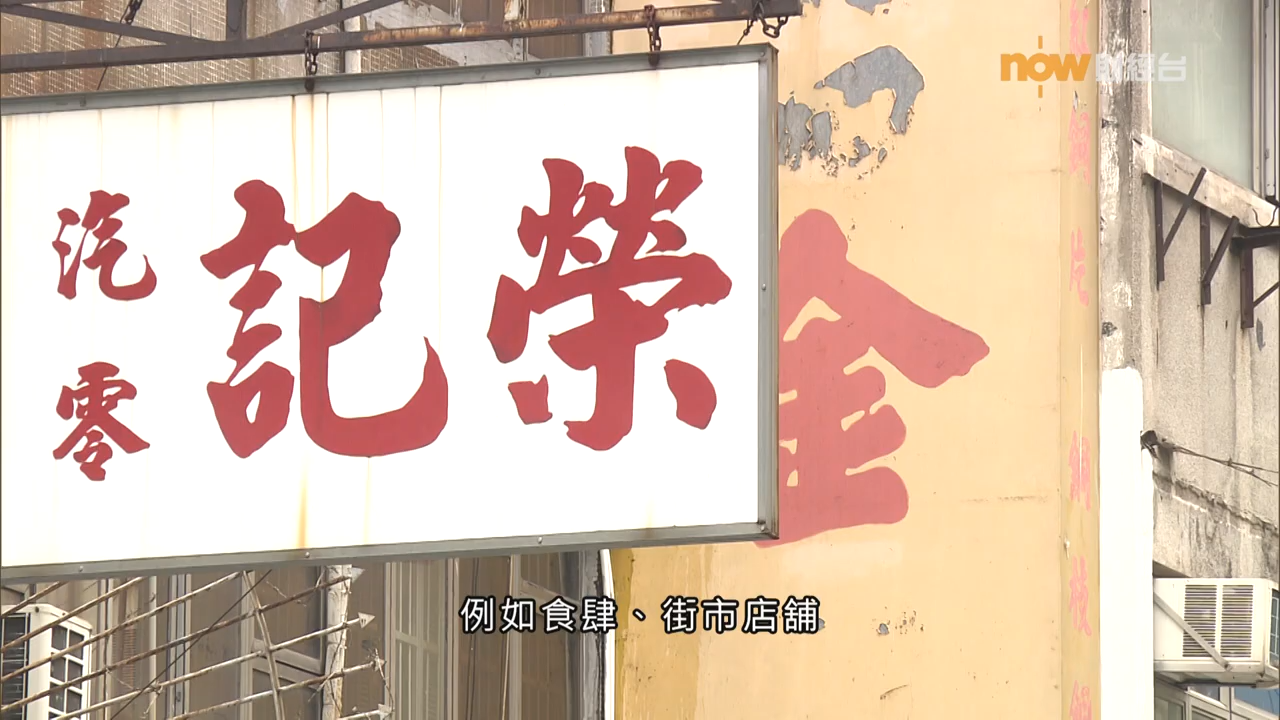 now財經台
榮記
汽
零
金
例如食肆、街市店舖